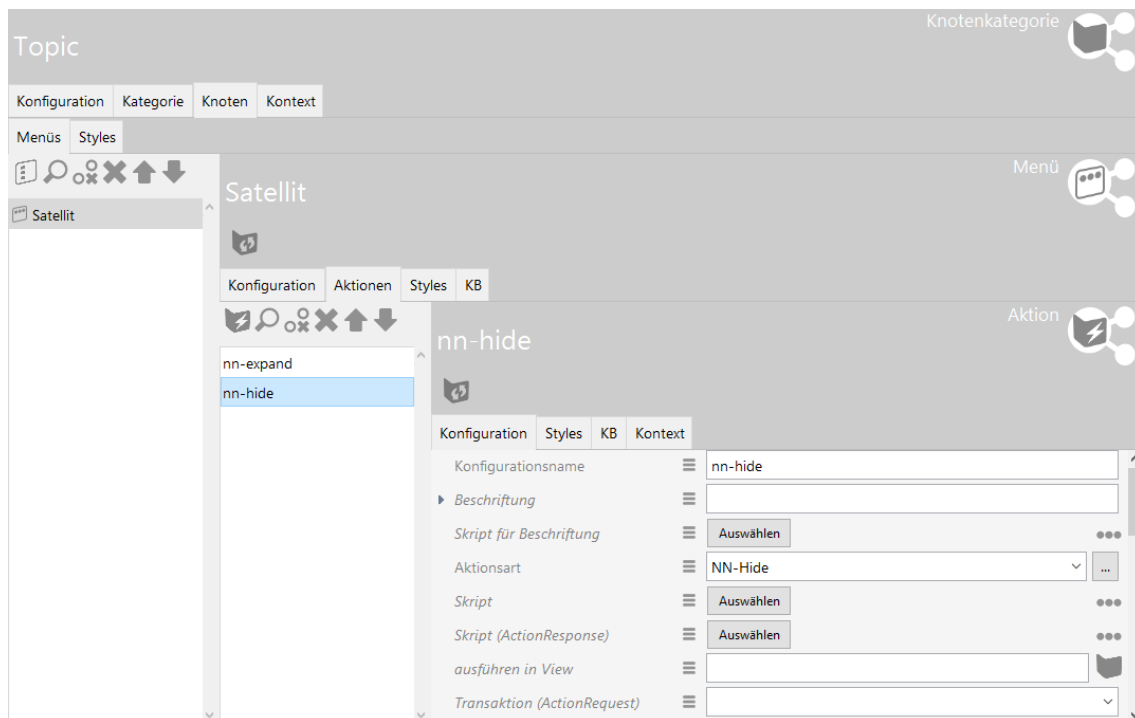 Knotenkategorie
Topic
Konfiguration Kategorie Knoten Kontext
Menüs Styles
Menü
Satellit
Satellit
Konfiguration Aktionen Styles KB
Aktion
nn-hide
nn-expand
nn-hide
Konfiguration Styles KB Kontext
Konfigurationsname nn-hide
Beschriftung
Skript für Beschriftung Auswählen
Aktionsart NN-Hide ...
Skript Auswählen
Skript (ActionResponse) Auswählen
ausführen in View
Transaktion (ActionRequest)